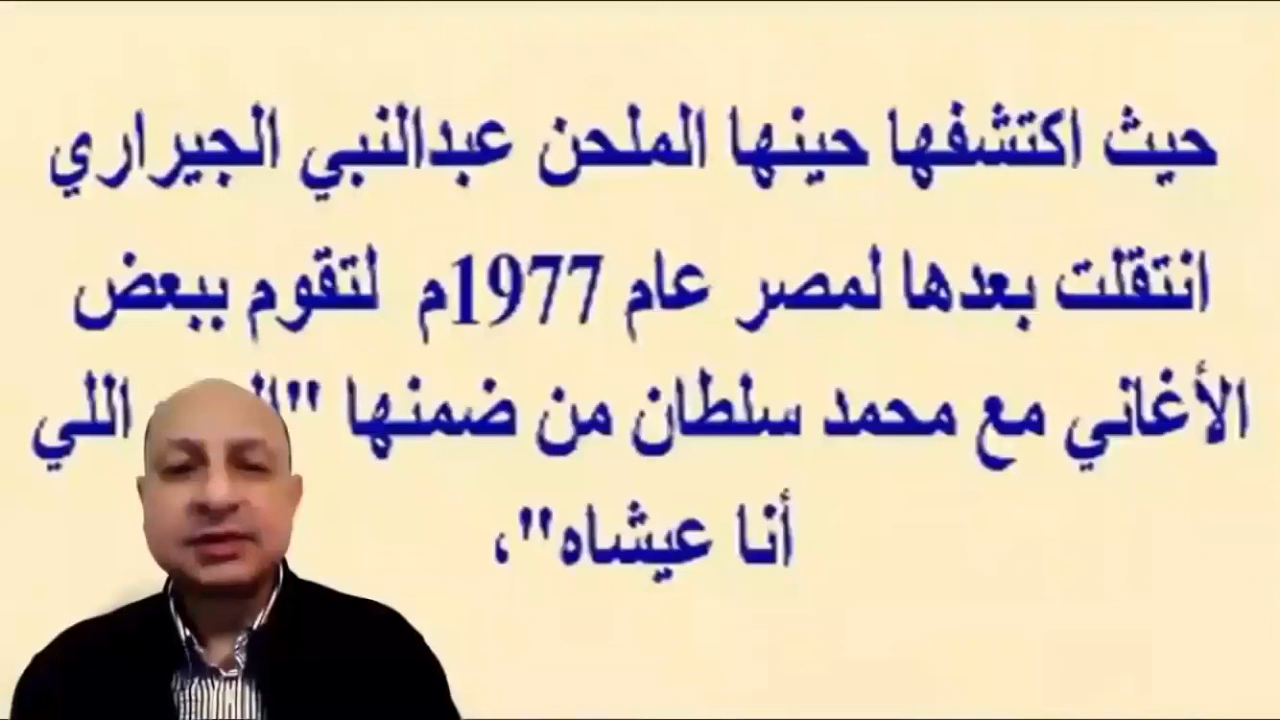 حيث اكتشفها حينها الملحن عبدالنبي الجيراري
انتقلت بعدها لمصر عام 1977م لتقوم ببعض
الأغاني مع محمد سلطان من ضمنها " اللي
أنا عيشاه"،